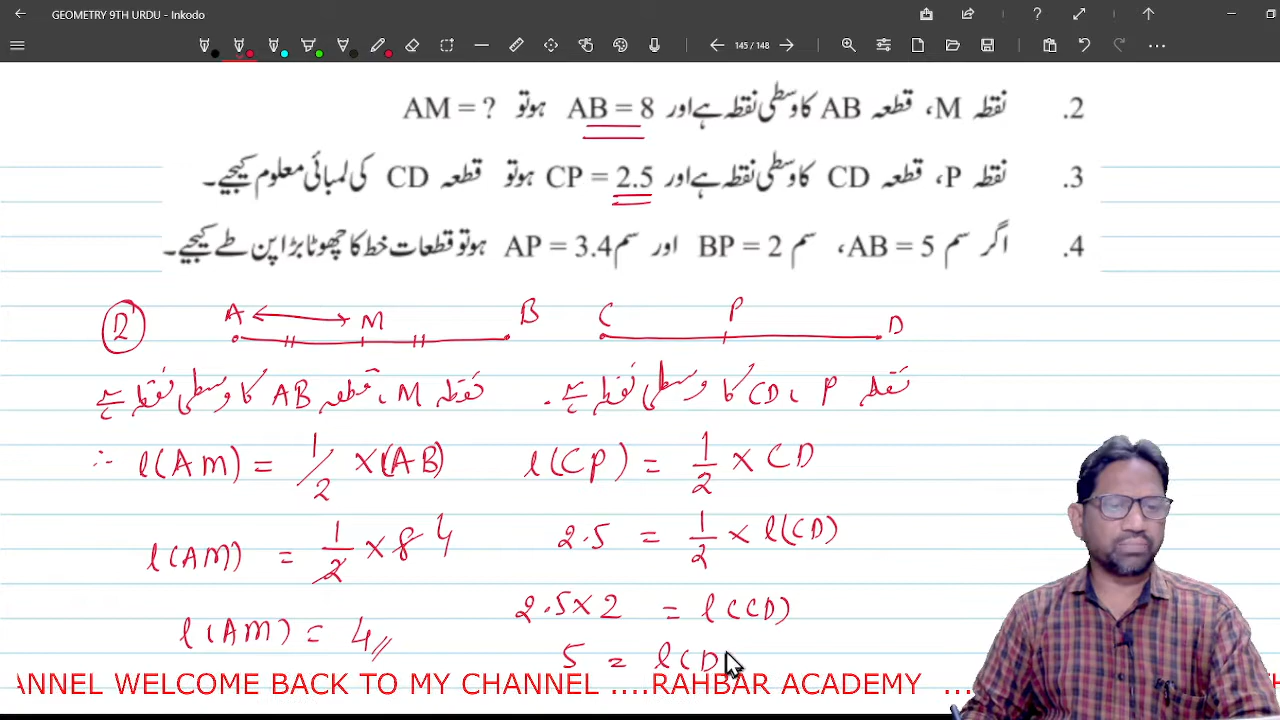 GEOMETRY 9TH URDU - Inkodo
145 / 148
2. نقطہ M، قطعہ AB کا وسطی نقطہ ہے اور AB = 8 ہو تو AM = ?
3. نقطہ P، قطعہ CD کا وسطی نقطہ ہے اور CP = 2.5 ہو تو قطعہ CD کی لمبائی معلوم کیجیے۔
4. اگر سم AB = 5، سم BP = 2 اور سم AP = 3.4 ہو تو قطعات خط کا چھوٹا بڑا پن طے کیجیے۔
2 A M B C P D
نقطہ M، قطعہ AB کا وسطی نقطہ ہے
نقطہ P، CD کا وسطی نقطہ ہے۔
∴ l(AM) = 1/2 × l(AB)
l(CP) = 1/2 × CD
l(AM) = 1/2 × 8 4
2.5 = 1/2 × l(CD)
2.5 × 2 = l(CD)
l(AM) = 4
5 = l(D
ANNEL WELCOME BACK TO MY CHANNEL ....RAHBAR ACADEMY ....